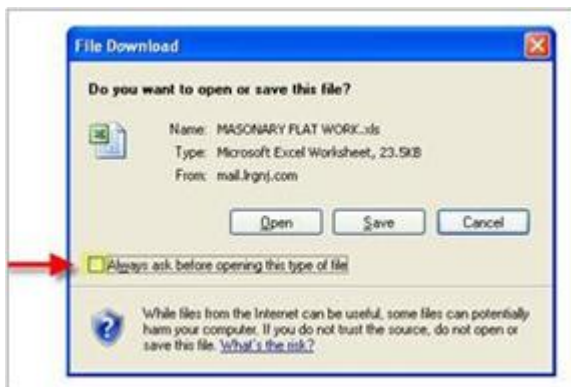 File Download
Do you want to open or save this file?
Name: MASONARY FLAT WORK..xls
Type: Microsoft Excel Worksheet, 23.5KB
From: mail.lrgnj.com
Open Save Cancel
Always ask before opening this type of file
While files from the Internet can be useful, some files can potentially
harm your computer. If you do not trust the source, do not open or
save this file. What's the risk?